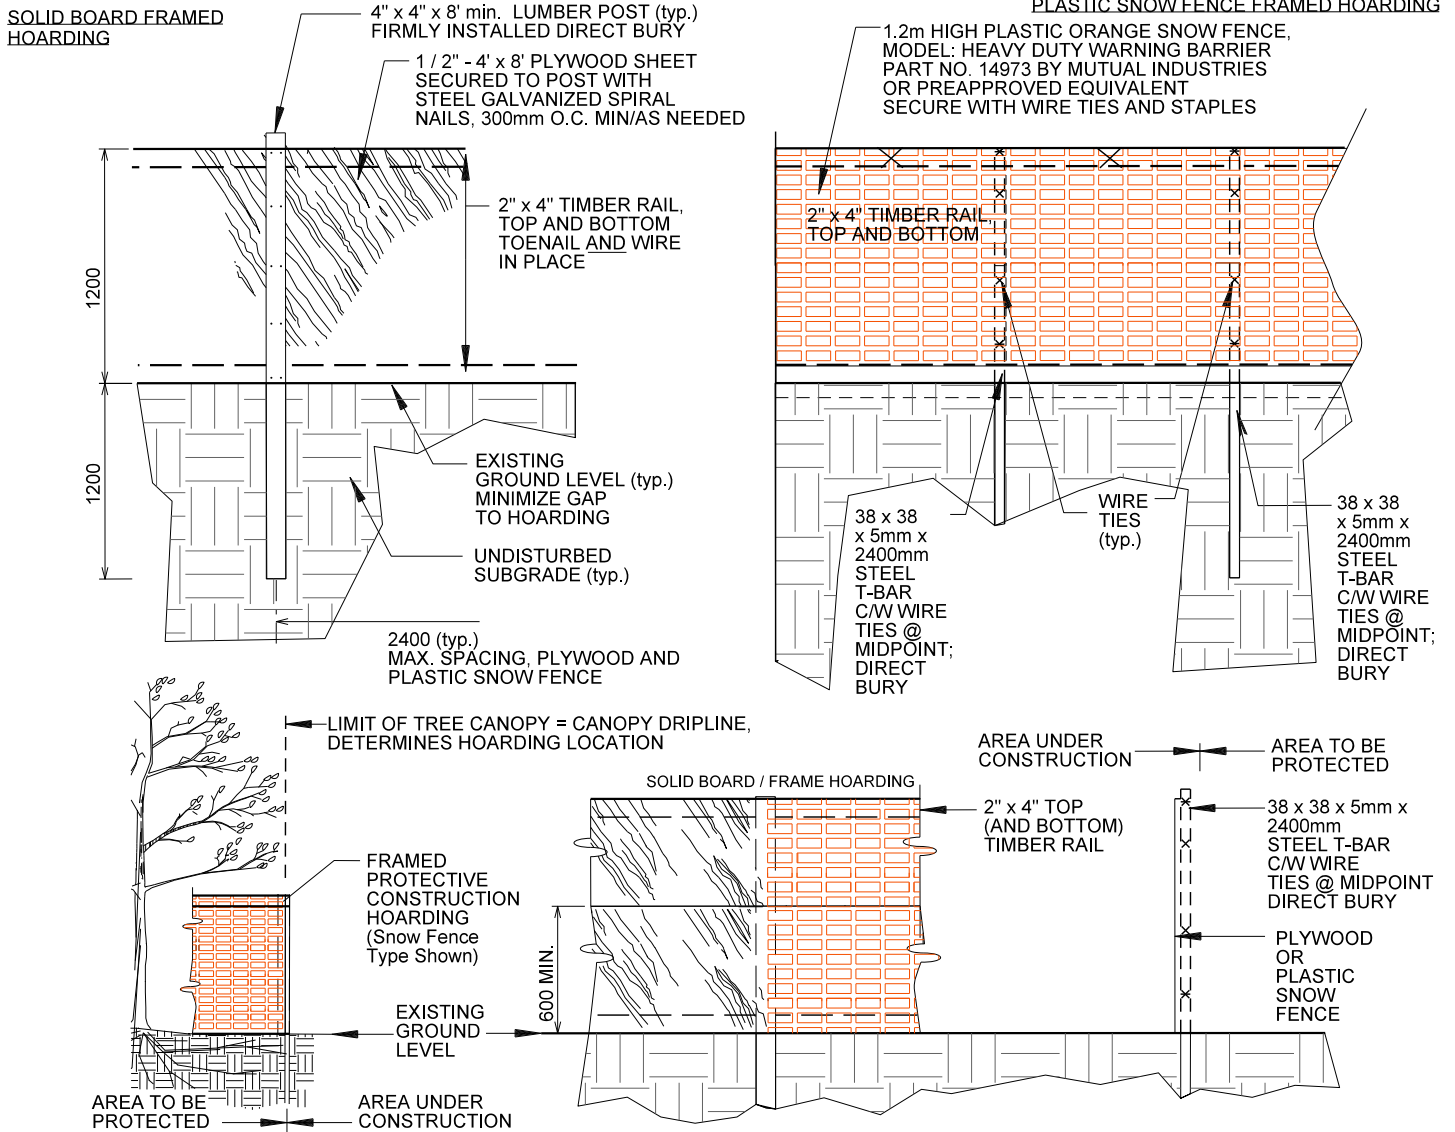 SOLID BOARD FRAMED
HOARDING
4" x 4" x 8' min. LUMBER POST (typ.)
FIRMLY INSTALLED DIRECT BURY
1 / 2" - 4' x 8' PLYWOOD SHEET
SECURED TO POST WITH
STEEL GALVANIZED SPIRAL
NAILS, 300mm O.C. MIN/AS NEEDED
2" x 4" TIMBER RAIL,
TOP AND BOTTOM
TOENAIL AND WIRE
IN PLACE
1200
1200
EXISTING
GROUND LEVEL (typ.)
MINIMIZE GAP
TO HOARDING
UNDISTURBED
SUBGRADE (typ.)
2400 (typ.)
MAX. SPACING, PLYWOOD AND
PLASTIC SNOW FENCE
PLASTIC SNOW FENCE FRAMED HOARDING
1.2m HIGH PLASTIC ORANGE SNOW FENCE,
MODEL: HEAVY DUTY WARNING BARRIER
PART NO. 14973 BY MUTUAL INDUSTRIES
OR PREAPPROVED EQUIVALENT
SECURE WITH WIRE TIES AND STAPLES
2" x 4" TIMBER RAIL,
TOP AND BOTTOM
38 x 38
x 5mm x
2400mm
STEEL
T-BAR
C/W WIRE
TIES @
MIDPOINT;
DIRECT
BURY
WIRE
TIES
(typ.)
38 x 38
x 5mm x
2400mm
STEEL
T-BAR
C/W WIRE
TIES @
MIDPOINT;
DIRECT
BURY
LIMIT OF TREE CANOPY = CANOPY DRIPLINE,
DETERMINES HOARDING LOCATION
FRAMED
PROTECTIVE
CONSTRUCTION
HOARDING
(Snow Fence
Type Shown)
EXISTING
GROUND
LEVEL
AREA TO BE
PROTECTED
AREA UNDER
CONSTRUCTION
SOLID BOARD / FRAME HOARDING
600 MIN.
2" x 4" TOP
(AND BOTTOM)
TIMBER RAIL
AREA UNDER
CONSTRUCTION
AREA TO BE
PROTECTED
38 x 38 x 5mm x
2400mm
STEEL T-BAR
C/W WIRE
TIES @ MIDPOINT
DIRECT BURY
PLYWOOD
OR
PLASTIC
SNOW
FENCE